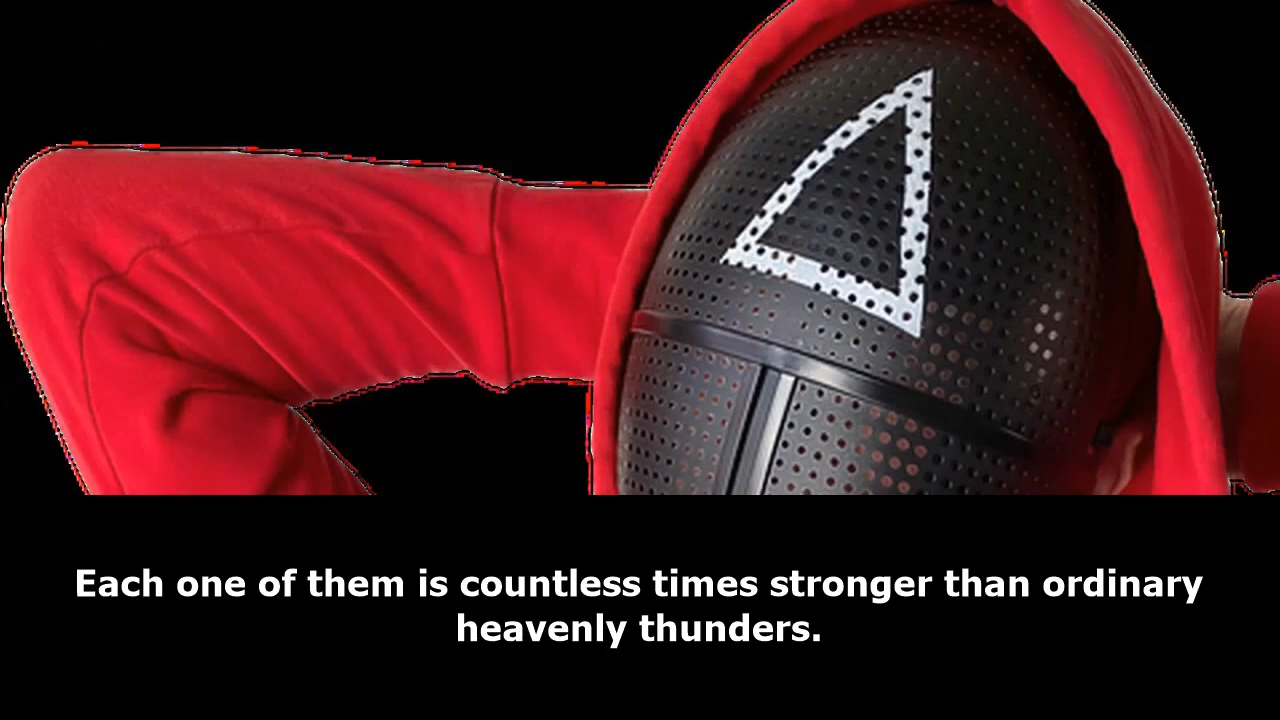 Each one of them is countless times stronger than ordinary
heavenly thunders.